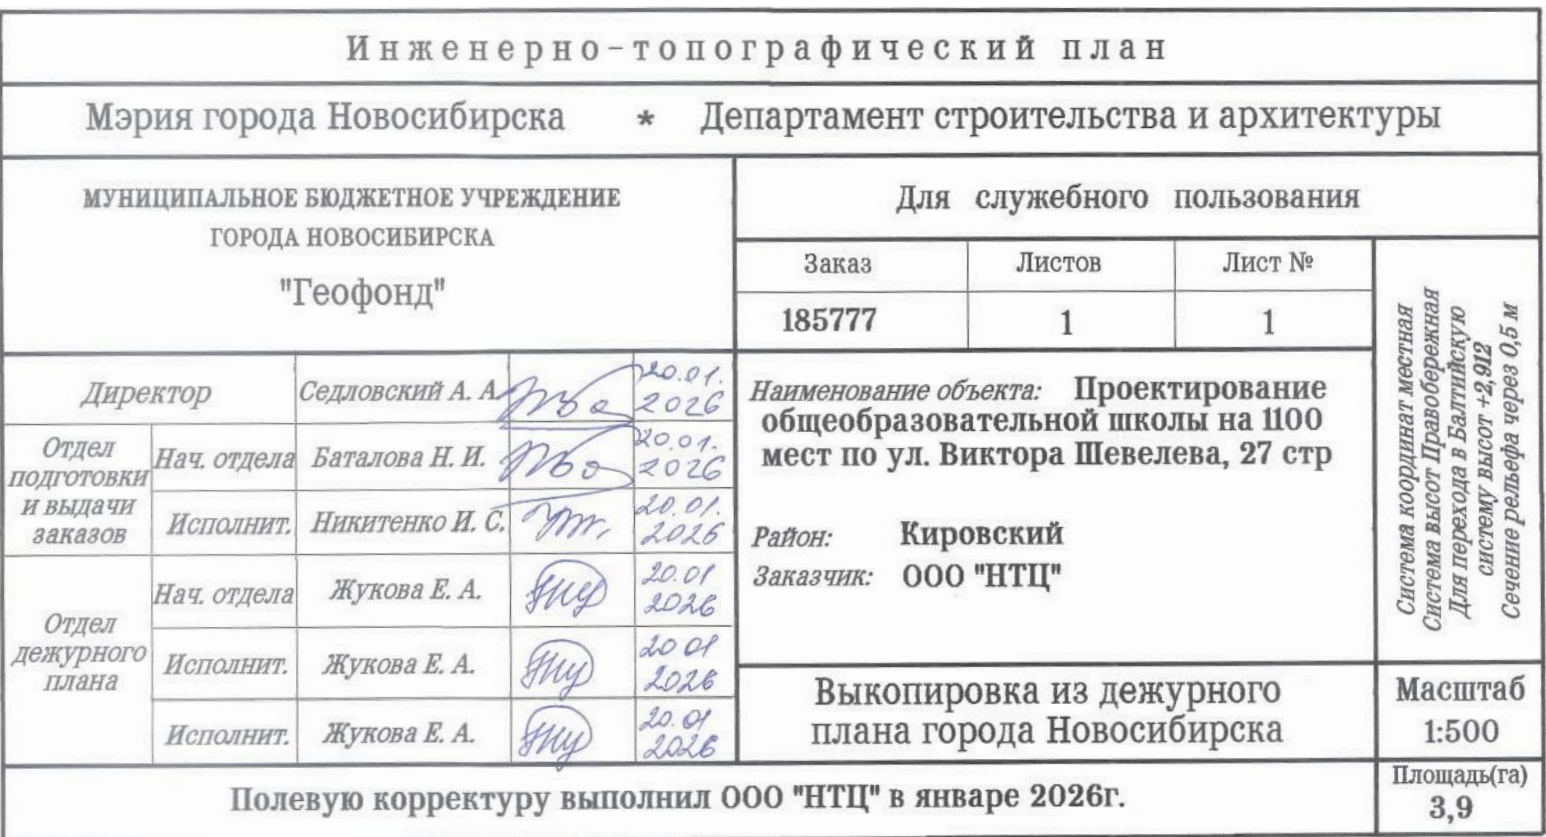 Инженерно-топографический план
Мэрия города Новосибирска * Департамент строительства и архитектуры
МУНИЦИПАЛЬНОЕ БЮДЖЕТНОЕ УЧРЕЖДЕНИЕ
ГОРОДА НОВОСИБИРСКА
"Геофонд"
Для служебного пользования
Заказ Листов Лист №
185777 1 1
Директор Седловский А. А. 20.01.
2026
Отдел
подготовки
и выдачи
заказов
Нач. отдела Баталова Н. И. 20.01.
2026
Исполнит. Никитенко И. С. 20.01.
2026
Отдел
дежурного
плана
Нач. отдела Жукова Е. А. 20.01
2026
Исполнит. Жукова Е. А. 20 01
2026
Исполнит. Жукова Е. А. 20.01
2026
Наименование объекта: Проектирование
общеобразовательной школы на 1100
мест по ул. Виктора Шевелева, 27 стр
Район: Кировский
Заказчик: ООО "НТЦ"
Система координат местная
Система высот Правобережная
Для перехода в Балтийскую
систему высот +2,912
Сечение рельефа через 0,5 м
Выкопировка из дежурного
плана города Новосибирска
Масштаб
1:500
Полевую корректуру выполнил ООО "НТЦ" в январе 2026г.
Площадь(га)
3,9